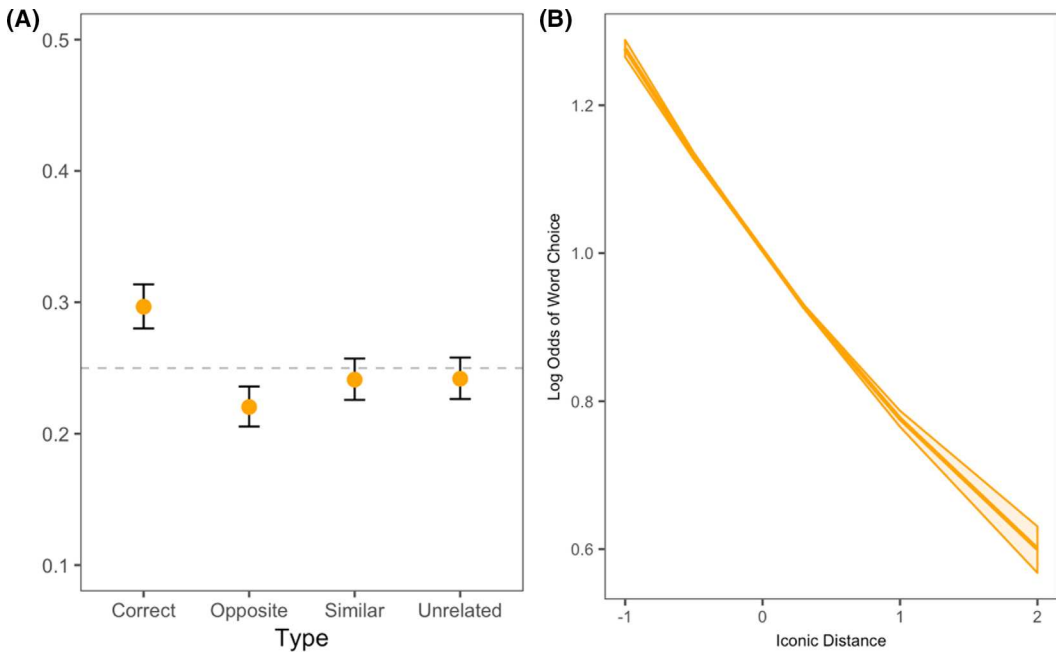 (A)
0.5
0.4
0.3
0.2
0.1
Correct Opposite Similar Unrelated
Type
(B)
Log Odds of Word Choice
1.2
1.0
0.8
0.6
-1 0 1 2
Iconic Distance